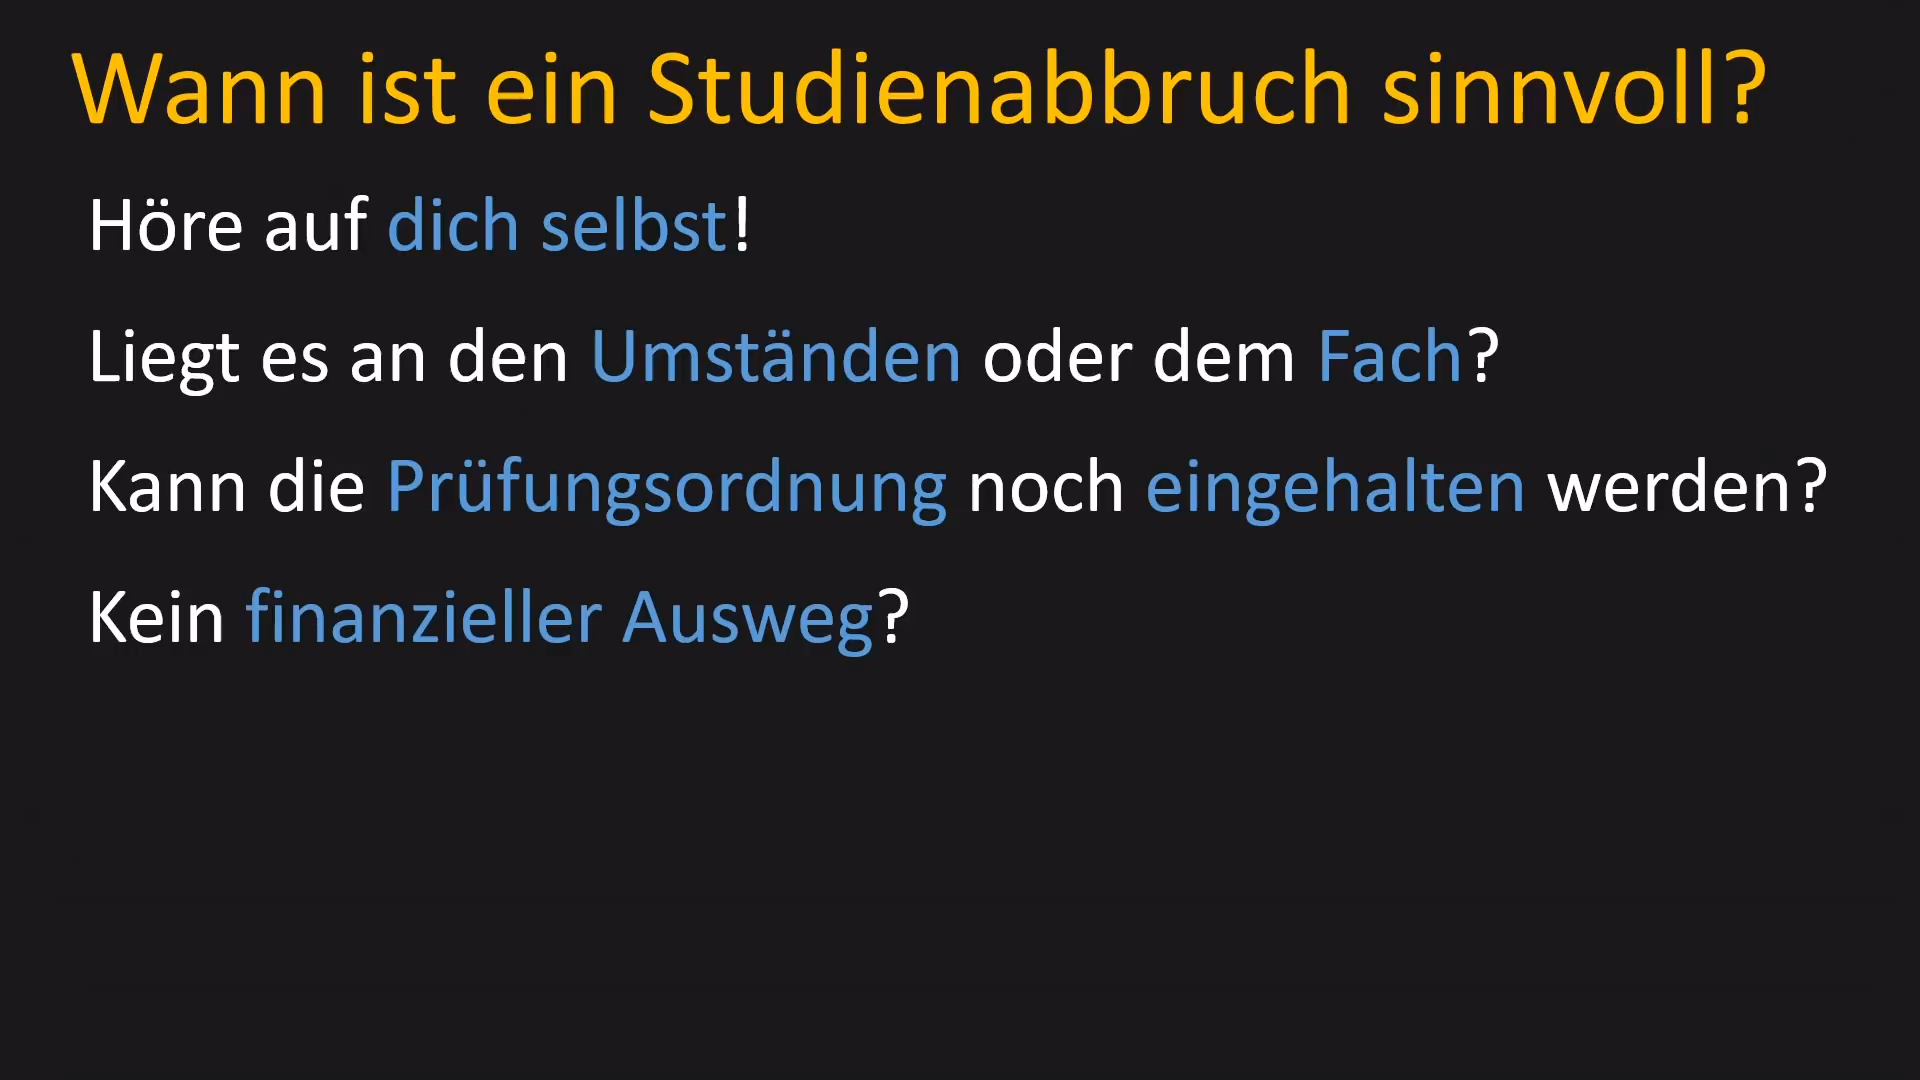 Wann ist ein Studienabbruch sinnvoll?
Höre auf dich selbst!
Liegt es an den Umständen oder dem Fach?
Kann die Prüfungsordnung noch eingehalten werden?
Kein finanzieller Ausweg?